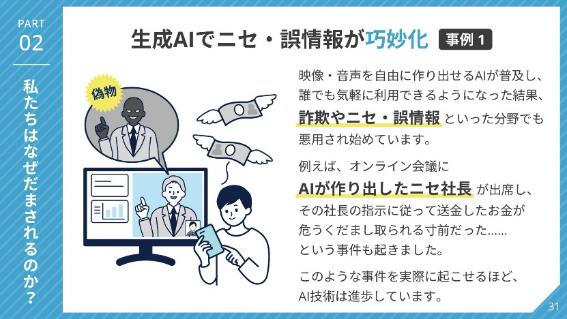 PART
02
私たちはなぜだまされるのか？
生成AIでニセ・誤情報が巧妙化 事例 1
偽物
映像・音声を自由に作り出せるAIが普及し、
誰でも気軽に利用できるようになった結果、
詐欺やニセ・誤情報 といった分野でも
悪用され始めています。
例えば、オンライン会議に
AIが作り出したニセ社長 が出席し、
その社長の指示に従って送金したお金が
危うくだまし取られる寸前だった……
という事件も起きました。
このような事件を実際に起こせるほど、
AI技術は進歩しています。
31